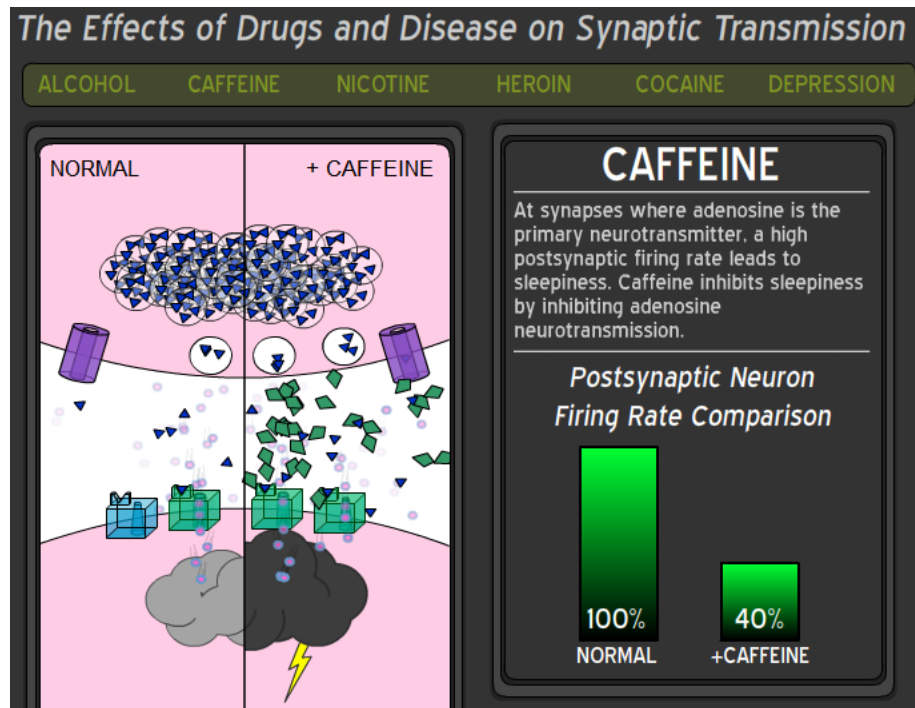 The Effects of Drugs and Disease on Synaptic Transmission
ALCOHOL CAFFEINE NICOTINE HEROIN COCAINE DEPRESSION
NORMAL
+ CAFFEINE
CAFFEINE
At synapses where adenosine is the
primary neurotransmitter, a high
postsynaptic firing rate leads to
sleepiness. Caffeine inhibits sleepiness
by inhibiting adenosine
neurotransmission.
Postsynaptic Neuron
Firing Rate Comparison
100%
40%
NORMAL
+CAFFEINE